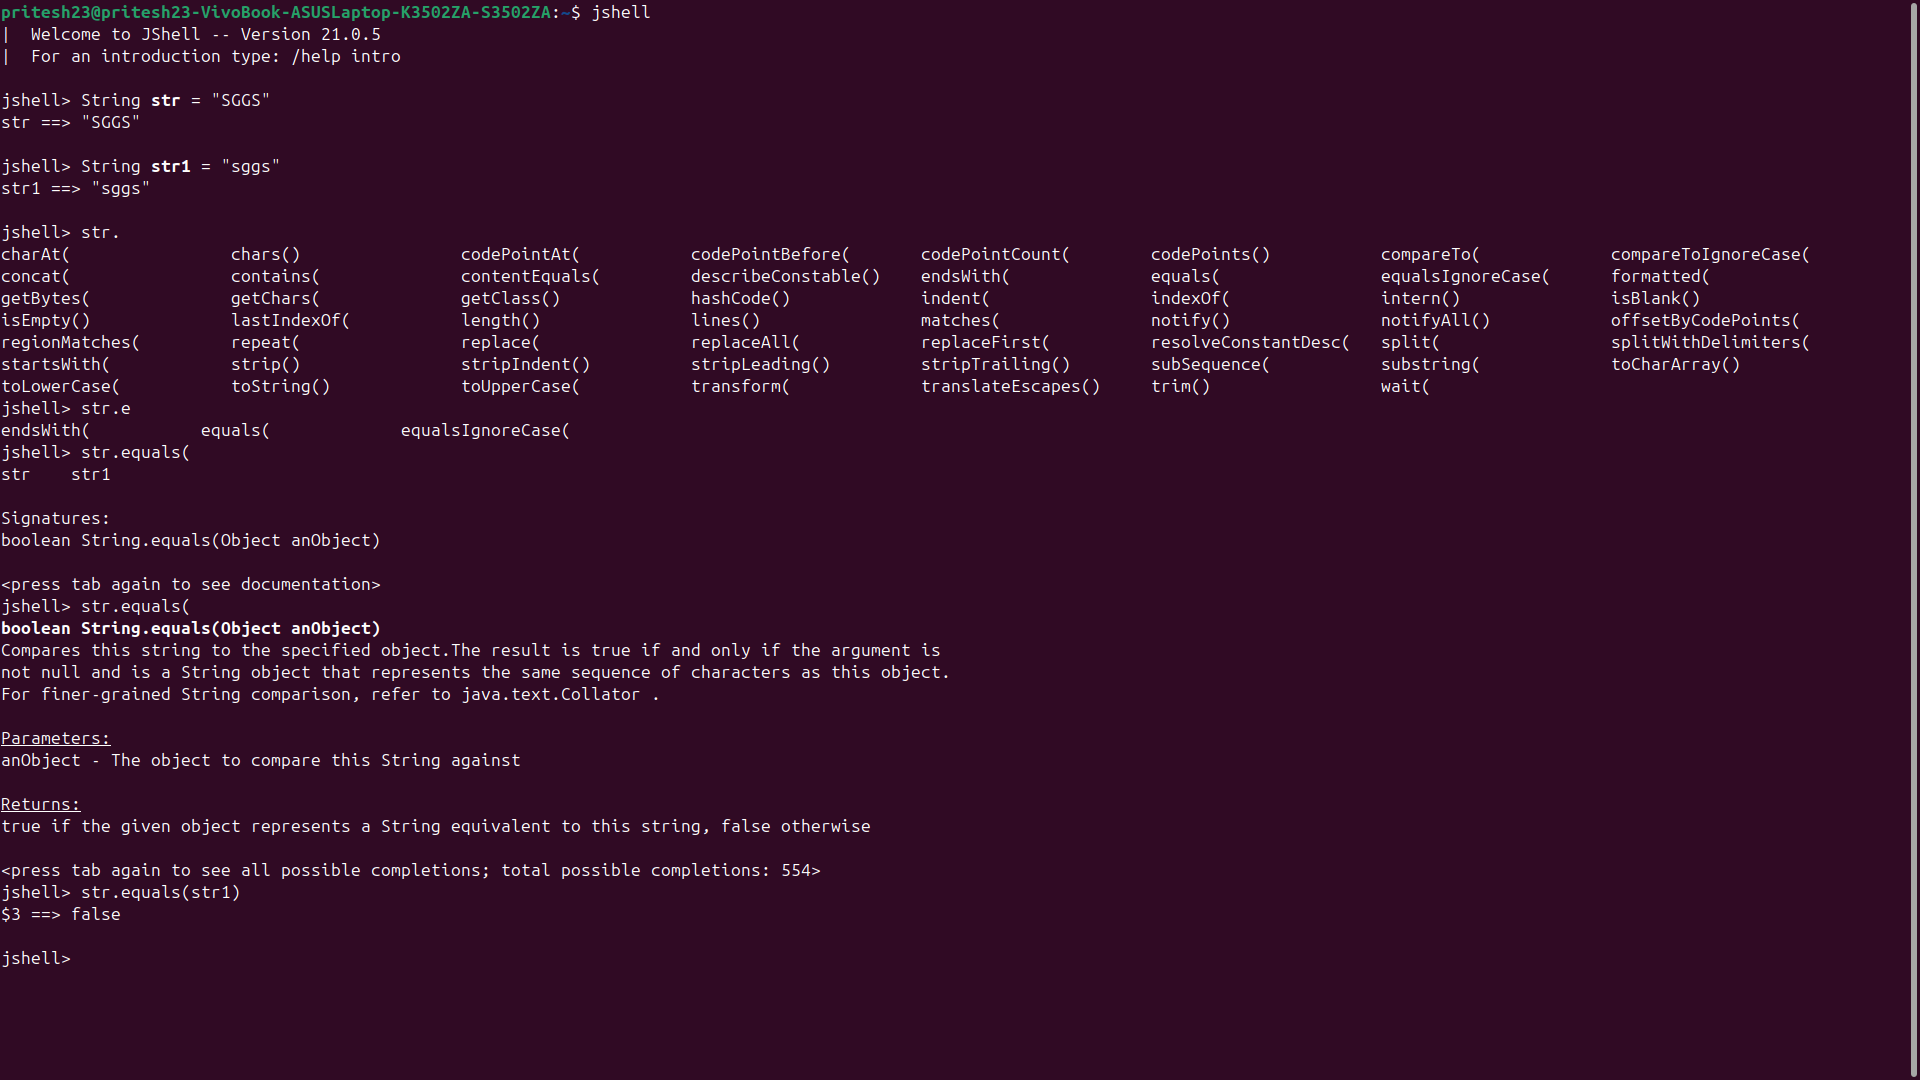 pritesh23@pritesh23-VivoBook-ASUSLaptop-K3502ZA-S3502ZA:~$ jshell
|  Welcome to JShell -- Version 21.0.5
|  For an introduction type: /help intro
jshell> String str = "SGGS"
str ==> "SGGS"
jshell> String str1 = "sggs"
str1 ==> "sggs"
jshell> str.
charAt( chars() codePointAt( codePointBefore( codePointCount( codePoints() compareTo( compareToIgnoreCase(
concat( contains( contentEquals( describeConstable() endsWith( equals( equalsIgnoreCase( formatted(
getBytes( getChars( getClass() hashCode() indent( indexOf( intern() isBlank()
isEmpty() lastIndexOf( length() lines() matches( notify() notifyAll() offsetByCodePoints(
regionMatches( repeat( replace( replaceAll( replaceFirst( resolveConstantDesc( split( splitWithDelimiters(
startsWith( strip() stripIndent() stripLeading() stripTrailing() subSequence( substring( toCharArray()
toLowerCase( toString() toUpperCase( transform( translateEscapes() trim() wait(
jshell> str.e
endsWith( equals( equalsIgnoreCase(
jshell> str.equals(
str str1
Signatures:
boolean String.equals(Object anObject)
<press tab again to see documentation>
jshell> str.equals(
boolean String.equals(Object anObject)
Compares this string to the specified object.The result is true if and only if the argument is
not null and is a String object that represents the same sequence of characters as this object.
For finer-grained String comparison, refer to java.text.Collator .
Parameters:
anObject - The object to compare this String against
Returns:
true if the given object represents a String equivalent to this string, false otherwise
<press tab again to see all possible completions; total possible completions: 554>
jshell> str.equals(str1)
$3 ==> false
jshell>